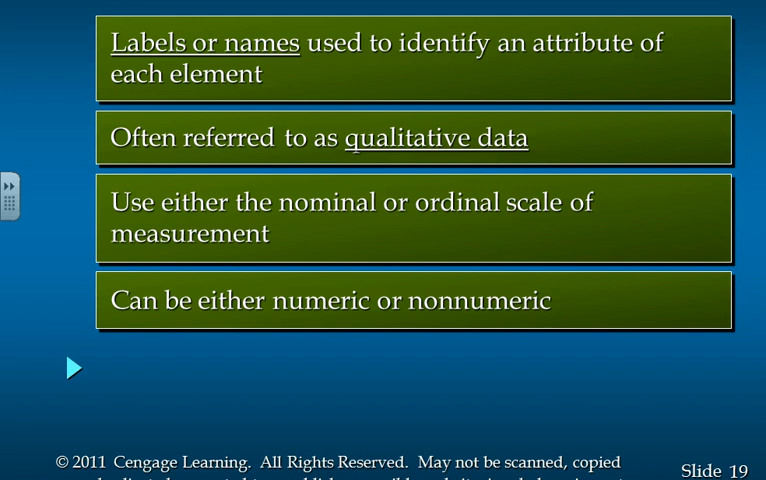 Labels or names used to identify an attribute of
each element
Often referred to as qualitative data
Use either the nominal or ordinal scale of
measurement
Can be either numeric or nonnumeric
© 2011 Cengage Learning. All Rights Reserved. May not be scanned, copied
Slide 19